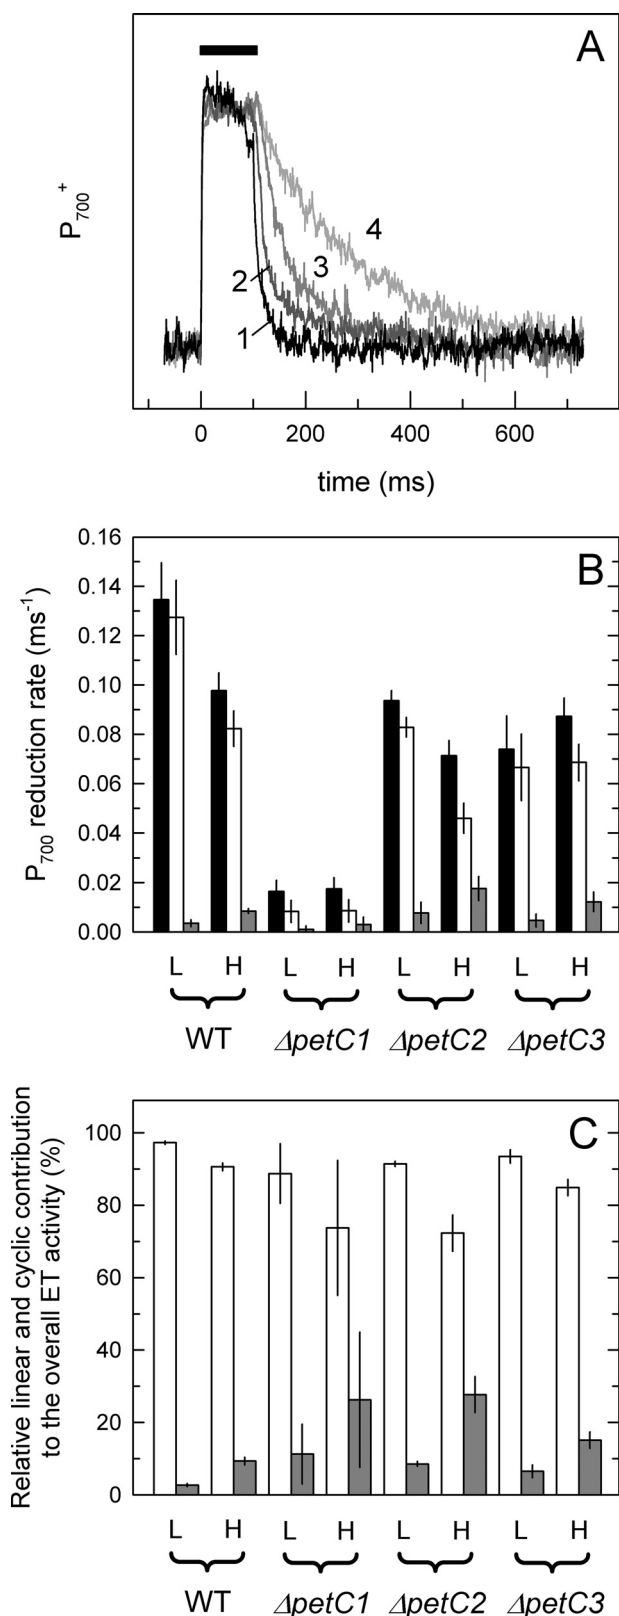 A
P700+
1
2
3
4
0 200 400 600
time (ms)
B
P700 reduction rate (ms-1)
0.16
0.14
0.12
0.10
0.08
0.06
0.04
0.02
0.00
L H L H L H L H
WT ΔpetC1 ΔpetC2 ΔpetC3
C
Relative linear and cyclic contribution
to the overall ET activity (%)
100
80
60
40
20
0
L H L H L H L H
WT ΔpetC1 ΔpetC2 ΔpetC3